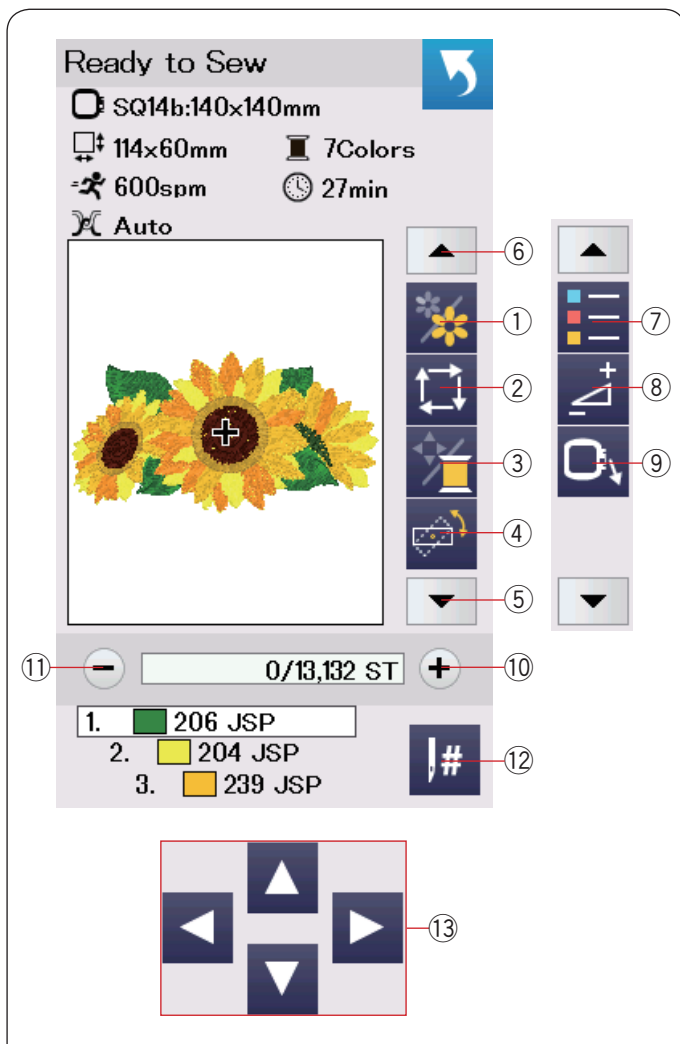 Ready to Sew
SQ14b:140x140mm
114x60mm 7Colors
600spm 27min
Auto
⑥
① ⑦
② ⑧
③ ⑨
④
⑤
⑪ − 0/13,132 ST + ⑩
1. 206 JSP
2. 204 JSP
# ⑫
3. 239 JSP
⑬